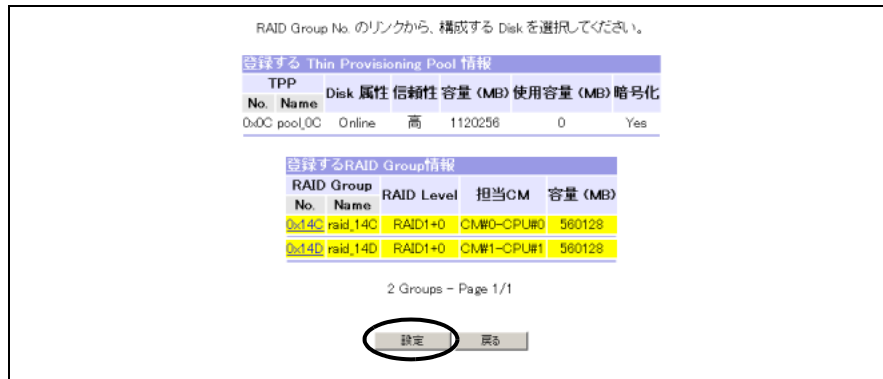 RAID Group No. のリンクから、構成する Disk を選択してください。
登録する Thin Provisioning Pool 情報
TPP Disk 属性 信頼性 容量 (MB) 使用容量 (MB) 暗号化
No. Name
0x0C pool_0C Online 高 1120256 0 Yes
登録するRAID Group情報
RAID Group RAID Level 担当CM 容量 (MB)
No. Name
0x14C raid_14C RAID1+0 CM#0-CPU#0 560128
0x14D raid_14D RAID1+0 CM#1-CPU#1 560128
2 Groups - Page 1/1
設定 戻る